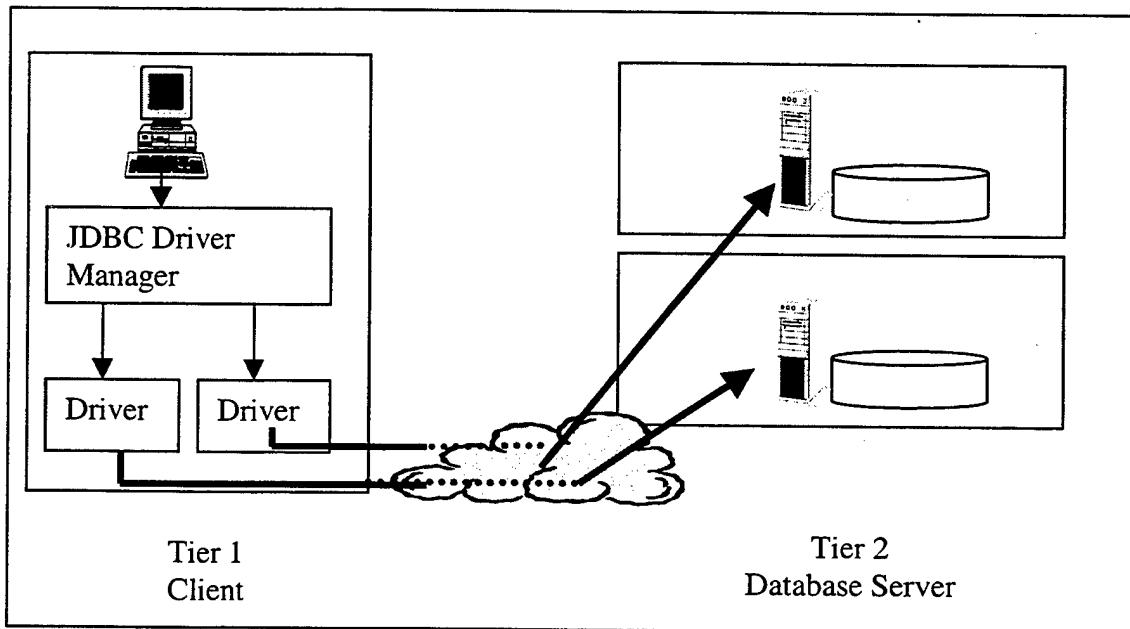 JDBC Driver
Manager
Driver
Driver
Tier 1
Client
Tier 2
Database Server